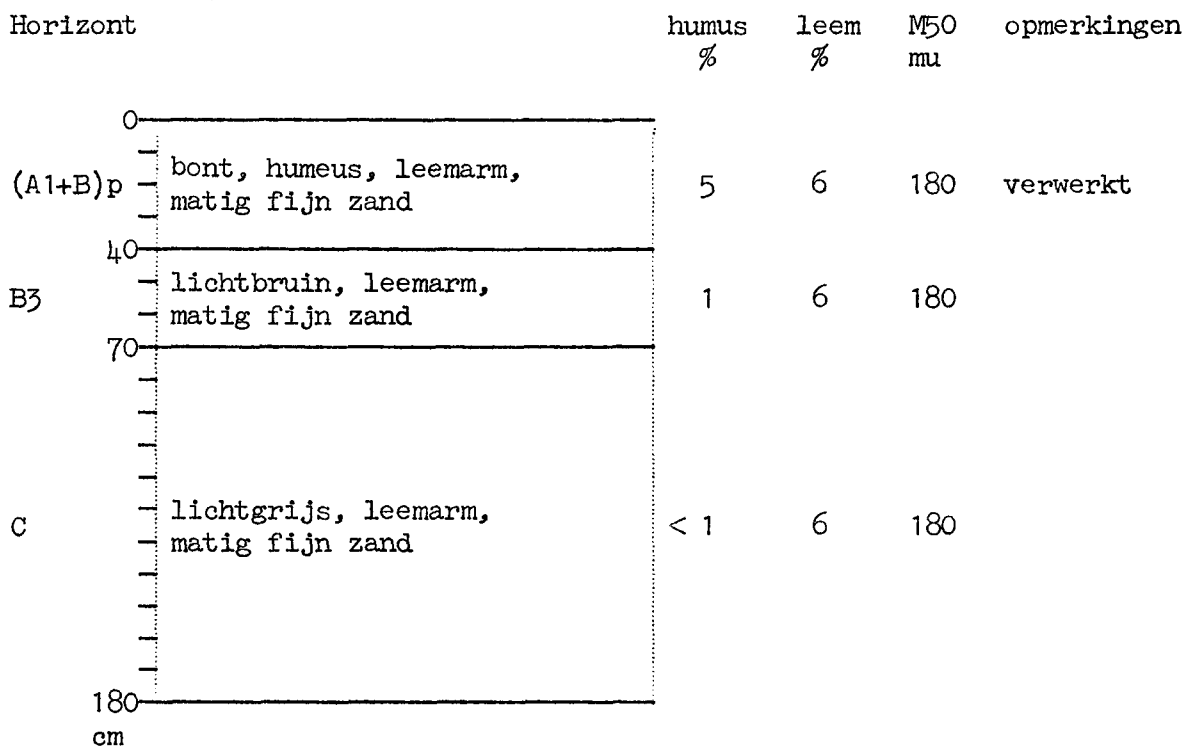 Horizont humus leem M50 opmerkingen
% % mu
0
bont, humeus, leemarm,
(A1+B)p 5 6 180 verwerkt
matig fijn zand
40
lichtbruin, leemarm,
B3 1 6 180
matig fijn zand
70
lichtgrijs, leemarm,
C < 1 6 180
matig fijn zand
180
cm